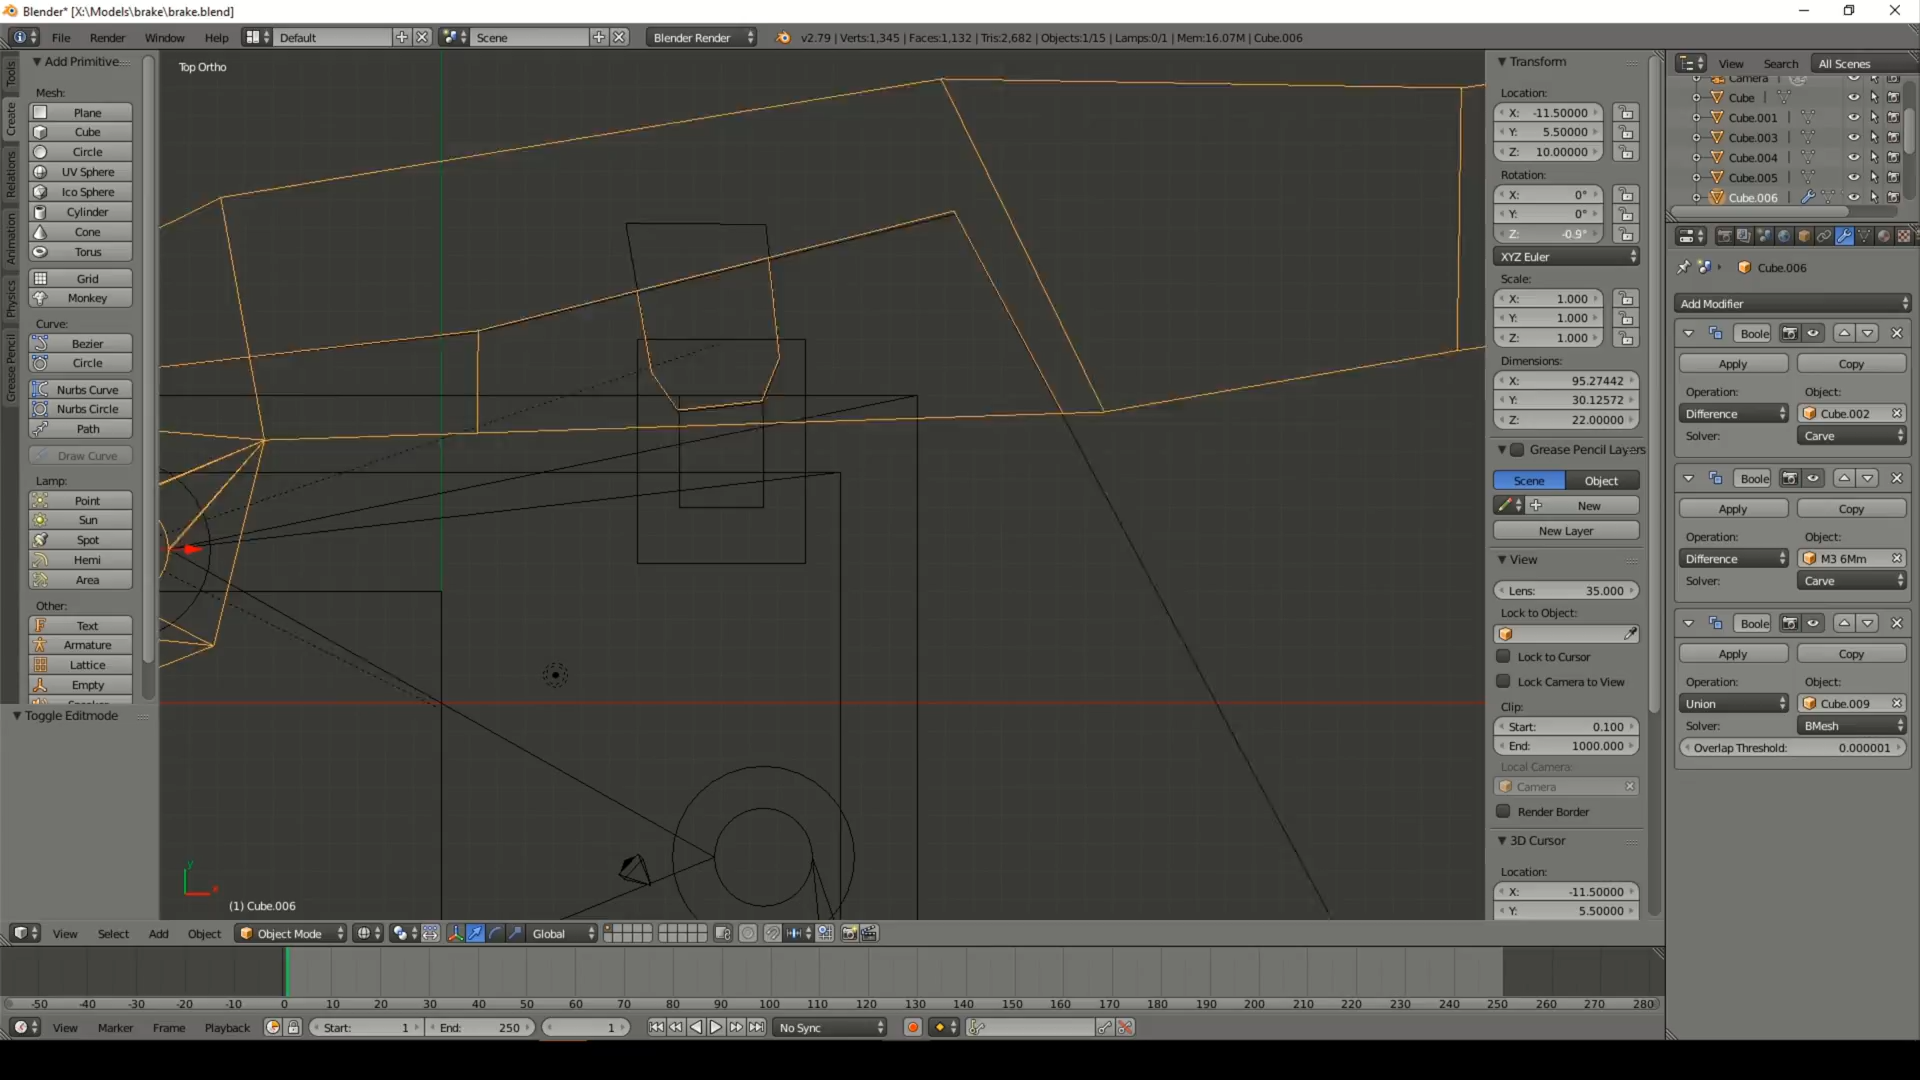 Blender* [X:\Models\brake\brake.blend]
File Render Window Help Default Scene Blender Render v2.79 | Verts:1,345 | Faces:1,132 | Tris:2,682 | Objects:1/15 | Lamps:0/1 | Mem:16.07M | Cube.006
Tools
Create
Relations
Animation
Physics
Grease Pencil
Add Primitive
Mesh:
Plane
Cube
Circle
UV Sphere
Ico Sphere
Cylinder
Cone
Torus
Grid
Monkey
Curve:
Bezier
Circle
Nurbs Curve
Nurbs Circle
Path
Draw Curve
Lamp:
Point
Sun
Spot
Hemi
Area
Other:
Text
Armature
Lattice
Empty
Toggle Editmode
Top Ortho
y
x
(1) Cube.006
Transform
Location:
X: -11.50000
Y: 5.50000
Z: 10.00000
Rotation:
X: 0°
Y: 0°
Z: -0.9°
XYZ Euler
Scale:
X: 1.000
Y: 1.000
Z: 1.000
Dimensions:
X: 95.27442
Y: 30.12572
Z: 22.00000
Grease Pencil Layers
Scene Object
New
New Layer
View
Lens: 35.000
Lock to Object:
Lock to Cursor
Lock Camera to View
Clip:
Start: 0.100
End: 1000.000
Local Camera:
Camera
Render Border
3D Cursor
Location:
X: -11.50000
Y: 5.50000
View Search All Scenes
Camera
Cube
Cube.001
Cube.003
Cube.004
Cube.005
Cube.006
Cube.006
Add Modifier
Boole
Apply Copy
Operation: Object:
Difference Cube.002
Solver: Carve
Boole
Apply Copy
Operation: Object:
Difference M3 6Mm
Solver: Carve
Boole
Apply Copy
Operation: Object:
Union Cube.009
Solver: BMesh
Overlap Threshold: 0.000001
View Select Add Object Object Mode Global
-50 -40 -30 -20 -10 0 10 20 30 40 50 60 70 80 90 100 110 120 130 140 150 160 170 180 190 200 210 220 230 240 250 260 270 280
View Marker Frame Playback Start: 1 End: 250 1 No Sync